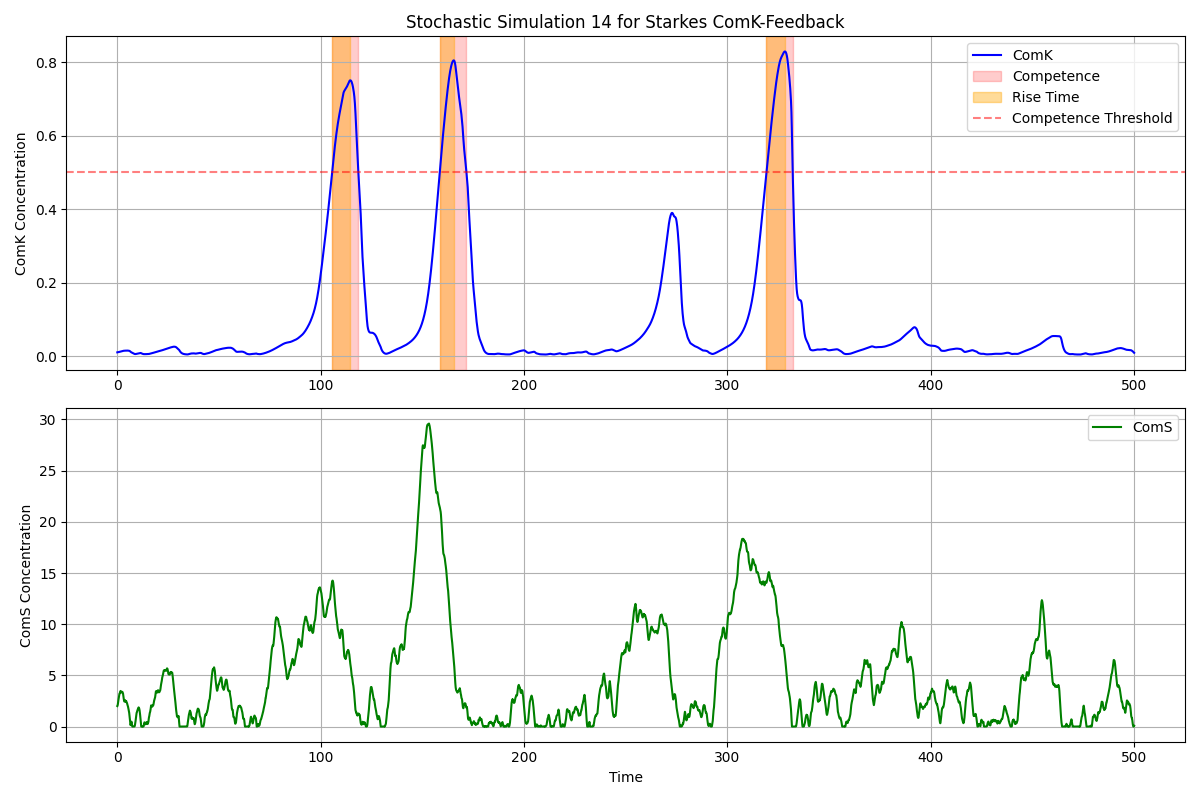 Stochastic Simulation 14 for Starkes ComK-Feedback
ComK Concentration
0.8
0.6
0.4
0.2
0.0
ComK
Competence
Rise Time
Competence Threshold
0 100 200 300 400 500
ComS Concentration
30
25
20
15
10
5
0
ComS
0 100 200 300 400 500
Time